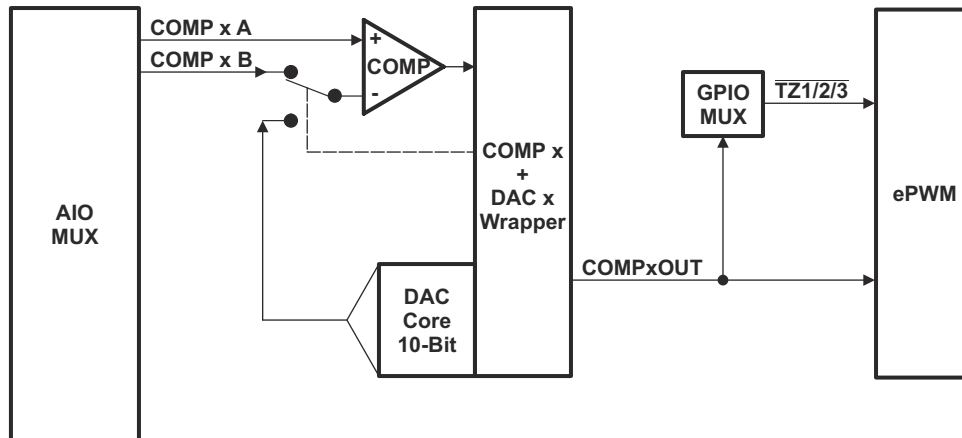 COMP x A
COMP x B
+
COMP
-
AIO
MUX
COMP x
+
DAC x
Wrapper
DAC
Core
10-Bit
COMPxOUT
GPIO
MUX
TZ1/2/3
ePWM